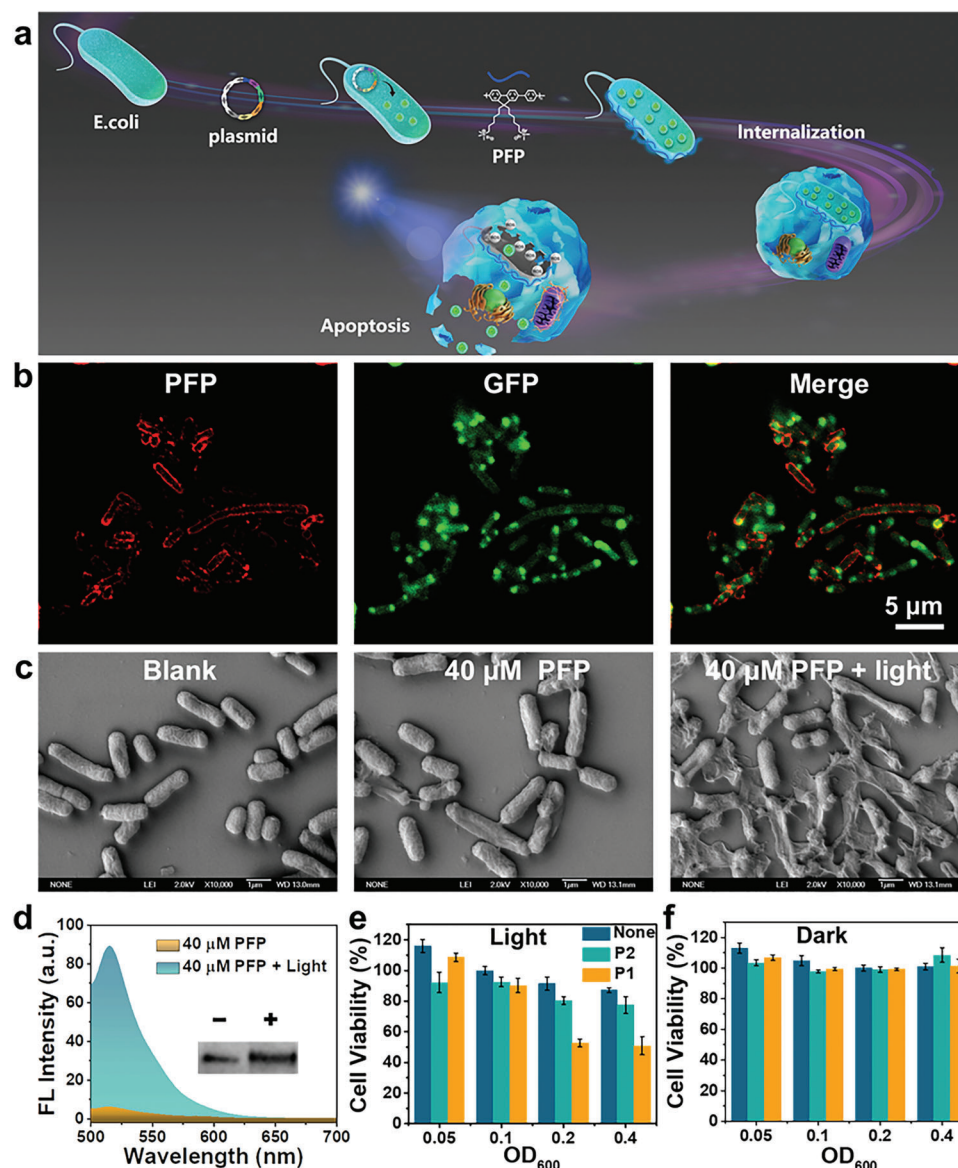 a
E.coli
plasmid
PFP
Internalization
Apoptosis
b
PFP
GFP
Merge
5 μm
c
Blank
40 μM PFP
40 μM PFP + light
NONE LEI 2.0kV X10,000 1μm WD 13.0mm
NONE LEI 2.0kV X10,000 1μm WD 13.1mm
NONE LEI 2.0kV X10,000 1μm WD 13.1mm
d
FL Intensity (a.u.)
100
80
60
40
20
0
40 μM PFP
40 μM PFP + Light
- +
500 550 600 650 700
Wavelength (nm)
e
Cell Viability (%)
120
100
80
60
40
20
0
Light
None
P2
P1
0.05 0.1 0.2 0.4
OD600
f
Cell Viability (%)
120
100
80
60
40
20
0
Dark
0.05 0.1 0.2 0.4
OD600